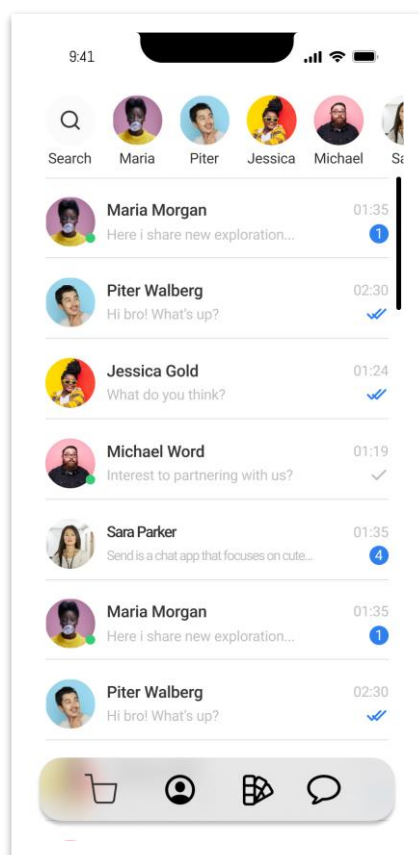 9:41
Search Maria Piter Jessica Michael
Maria Morgan 01:35
Here i share new exploration... 1
Piter Walberg 02:30
Hi bro! What's up?
Jessica Gold 01:24
What do you think?
Michael Word 01:19
Interest to partnering with us?
Sara Parker 01:35
Send is a chat app that focuses on cute... 4
Maria Morgan 01:35
Here i share new exploration... 1
Piter Walberg 02:30
Hi bro! What's up?